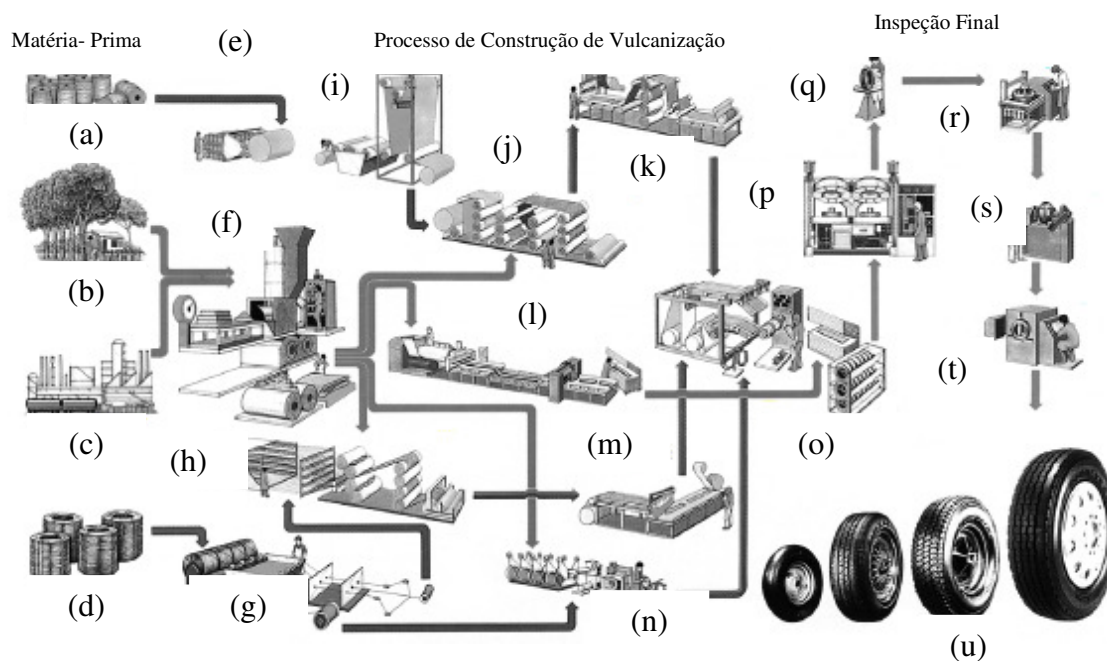 Inspeção Final
Matéria- Prima
(e)
Processo de Construção de Vulcanização
(i)
(q)
(a)
(j)
(k)
(r)
(f)
(p)
(s)
(b)
(l)
(t)
(c)
(h)
(m)
(o)
(d)
(g)
(n)
(u)